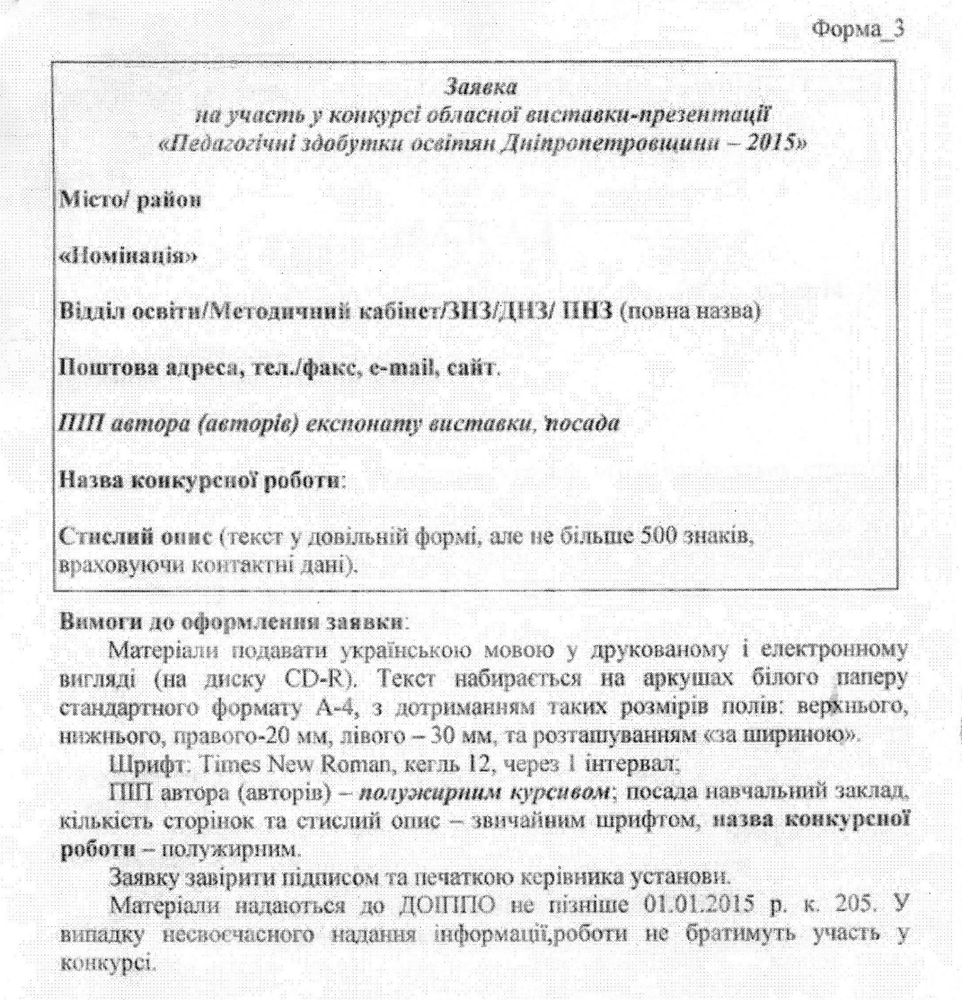 Форма_3
Заявка
на участь у конкурсі обласної виставки-презентації
«Педагогічні здобутки освітян Дніпропетровщини – 2015»
Місто/ район
«Номінація»
Відділ освіти/Методичний кабінет/ЗНЗ/ДНЗ/ ПНЗ (повна назва)
Поштова адреса, тел./факс, e-mail, сайт.
ПІП автора (авторів) експонату виставки, посада
Назва конкурсної роботи:
Стислий опис (текст у довільній формі, але не більше 500 знаків,
враховуючи контактні дані).
Вимоги до оформлення заявки:
Матеріали подавати українською мовою у друкованому і електронному
вигляді (на диску CD-R). Текст набирається на аркушах білого паперу
стандартного формату А-4, з дотриманням таких розмірів полів: верхнього,
нижнього, правого-20 мм, лівого – 30 мм, та розташуванням «за шириною».
Шрифт: Times New Roman, кегль 12, через 1 інтервал;
ПІП автора (авторів) – полужирним курсивом; посада навчальний заклад,
кількість сторінок та стислий опис – звичайним шрифтом, назва конкурсної
роботи – полужирним.
Заявку завірити підписом та печаткою керівника установи.
Матеріали надаються до ДОІППО не пізніше 01.01.2015 р. к. 205. У
випадку несвоєчасного надання інформації,роботи не братимуть участь у
конкурсі.